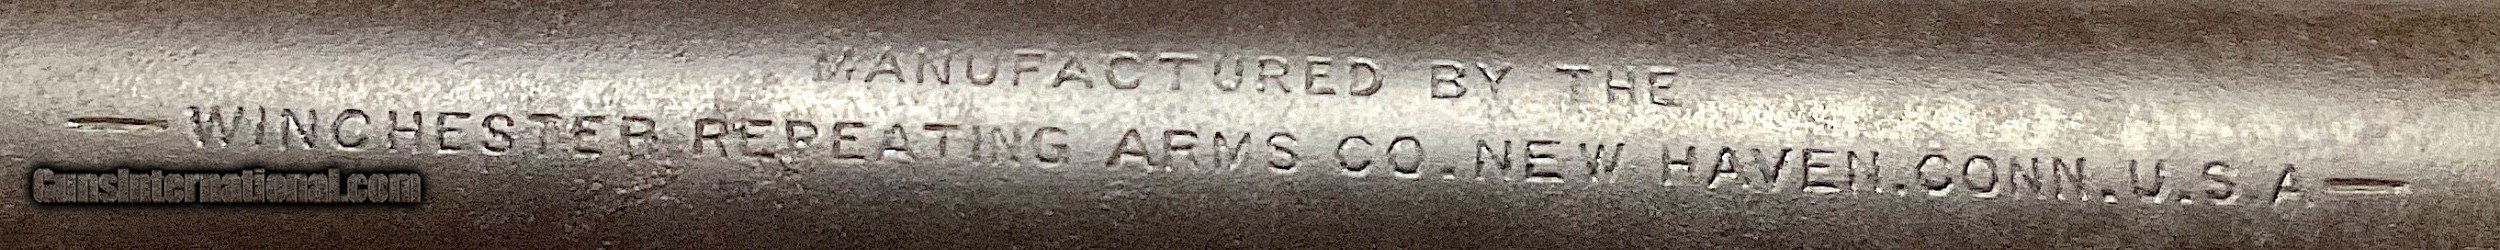 MANUFACTURED BY THE
—WINCHESTER REPEATING ARMS CO.NEW HAVEN.CONN.U.S.A—
GunsInternational.com